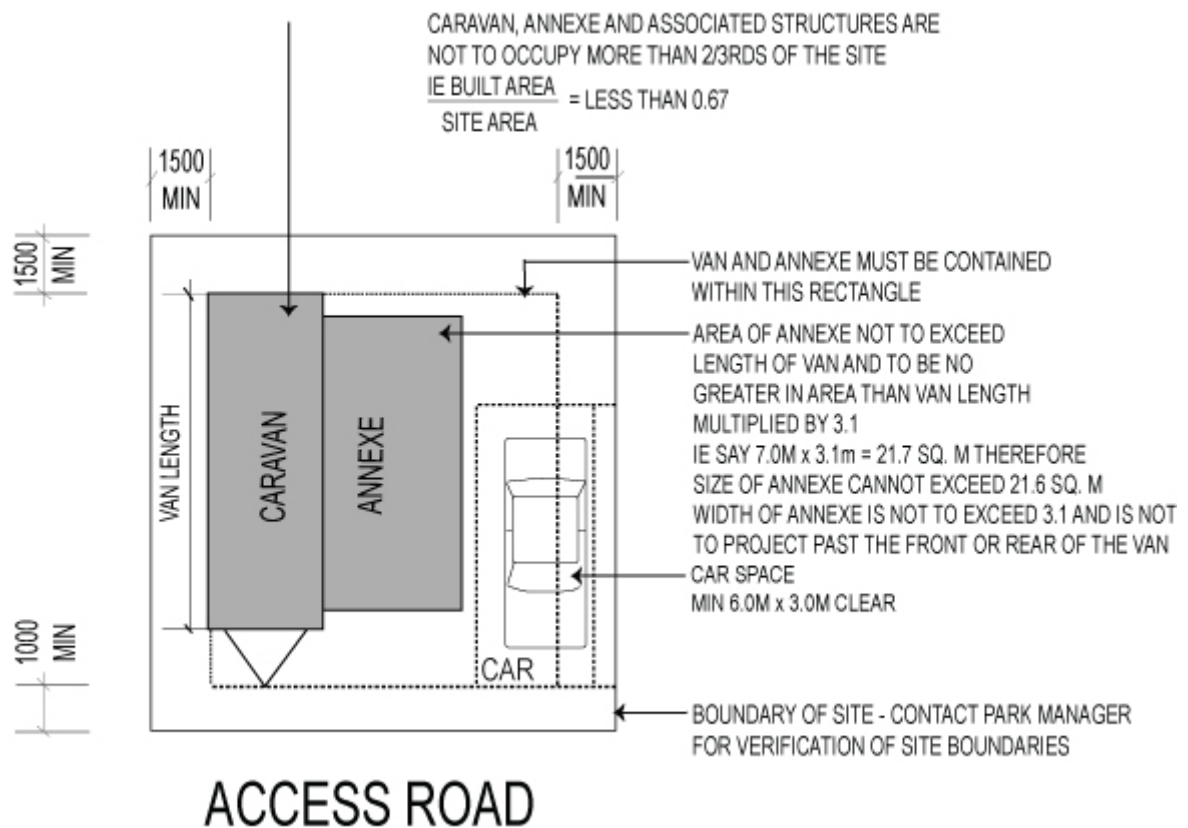 CARAVAN, ANNEXE AND ASSOCIATED STRUCTURES ARE
NOT TO OCCUPY MORE THAN 2/3RDS OF THE SITE
IE BUILT AREA
= LESS THAN 0.67
SITE AREA
1500
MIN
1500
MIN
1500
MIN
VAN AND ANNEXE MUST BE CONTAINED
WITHIN THIS RECTANGLE
AREA OF ANNEXE NOT TO EXCEED
LENGTH OF VAN AND TO BE NO
GREATER IN AREA THAN VAN LENGTH
MULTIPLIED BY 3.1
IE SAY 7.0M x 3.1m = 21.7 SQ. M THEREFORE
SIZE OF ANNEXE CANNOT EXCEED 21.6 SQ. M
WIDTH OF ANNEXE IS NOT TO EXCEED 3.1 AND IS NOT
TO PROJECT PAST THE FRONT OR REAR OF THE VAN
VAN LENGTH
CARAVAN
ANNEXE
CAR SPACE
MIN 6.0M x 3.0M CLEAR
1000
MIN
CAR
BOUNDARY OF SITE - CONTACT PARK MANAGER
FOR VERIFICATION OF SITE BOUNDARIES
ACCESS ROAD